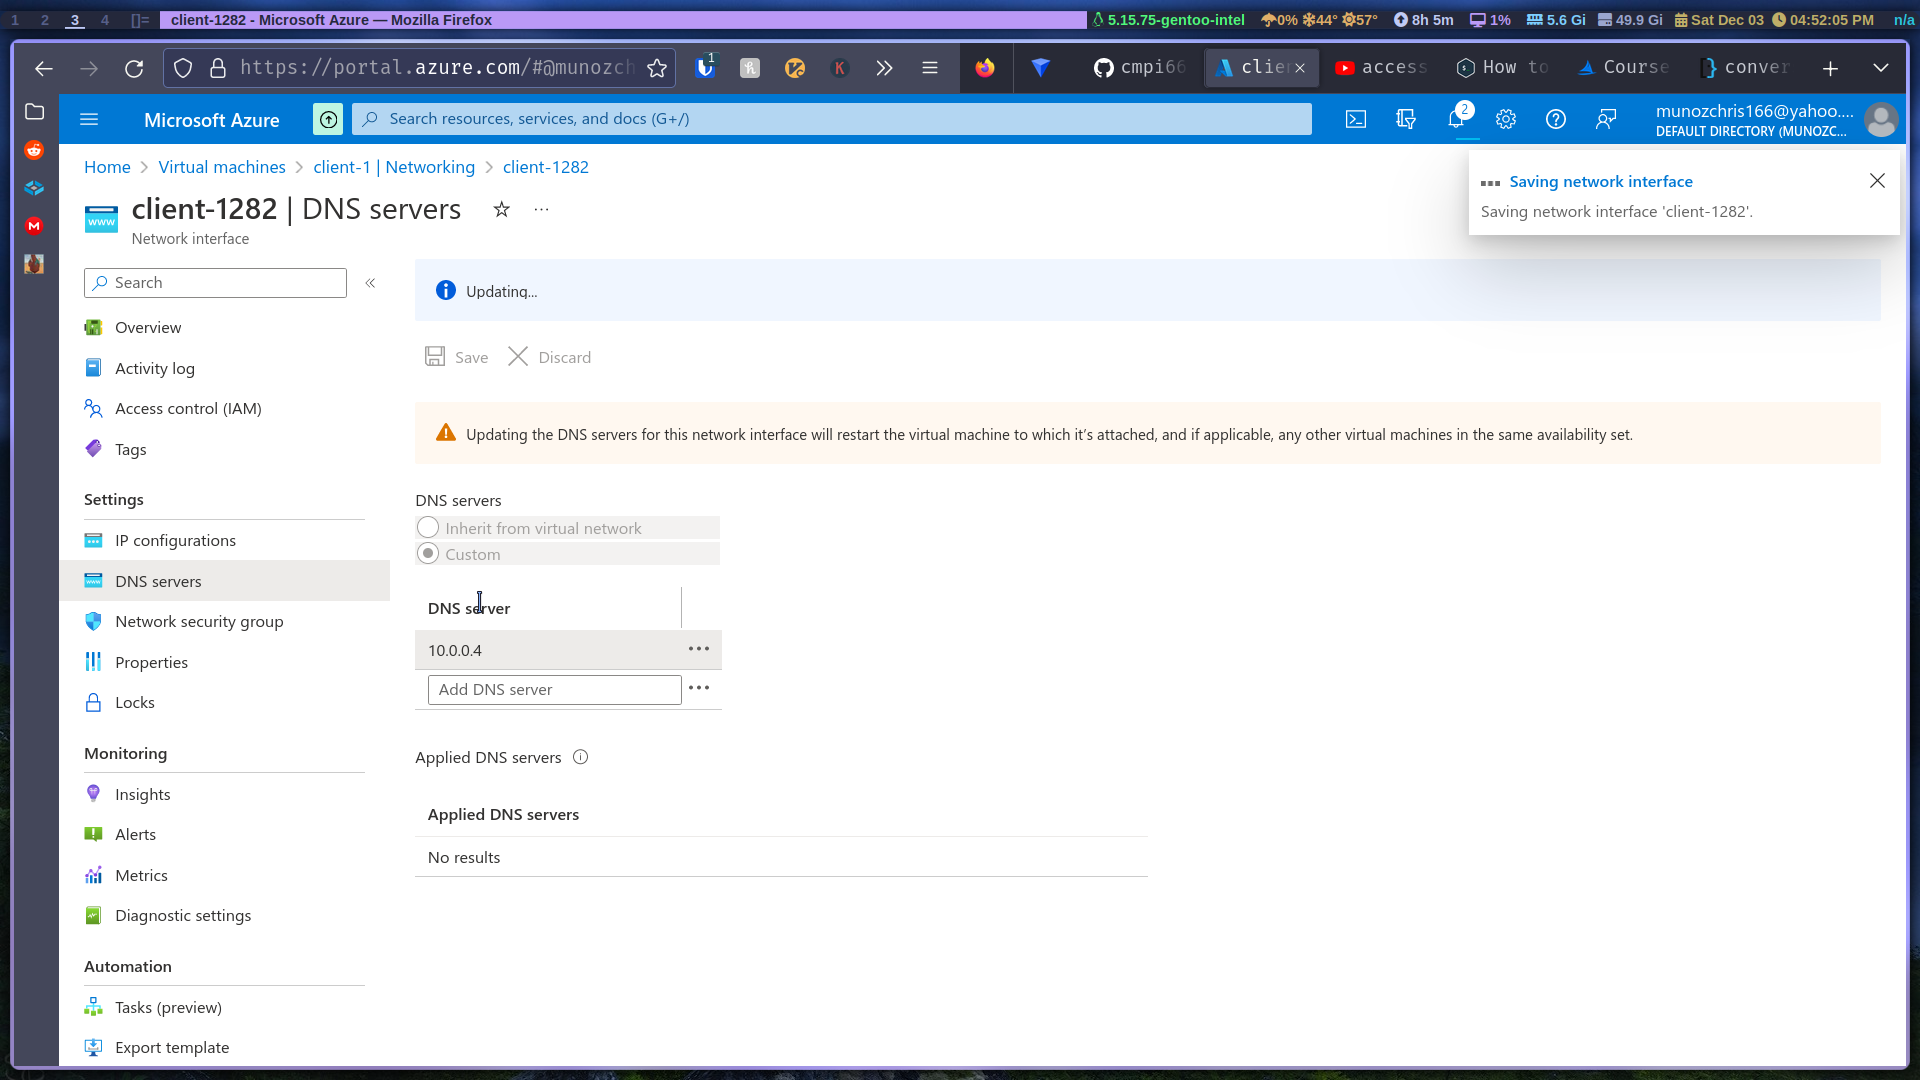 1 2 3 4 []= client-1282 - Microsoft Azure — Mozilla Firefox 5.15.75-gentoo-intel 0% 44° 57° 8h 5m 1% 5.6 Gi 49.9 Gi Sat Dec 03 04:52:05 PM n/a
https://portal.azure.com/#@munozch 1 cmpi66 clie access How to Course conver
Microsoft Azure
Search resources, services, and docs (G+/)
2
munozchris166@yahoo....
DEFAULT DIRECTORY (MUNOZC...
Home > Virtual machines > client-1 | Networking > client-1282
Saving network interface
Saving network interface 'client-1282'.
client-1282 | DNS servers
Network interface
Search
«
Overview
Activity log
Access control (IAM)
Tags
Settings
IP configurations
DNS servers
Network security group
Properties
Locks
Monitoring
Insights
Alerts
Metrics
Diagnostic settings
Automation
Tasks (preview)
Export template
Updating...
Save Discard
Updating the DNS servers for this network interface will restart the virtual machine to which it's attached, and if applicable, any other virtual machines in the same availability set.
DNS servers
Inherit from virtual network
Custom
DNS server
10.0.0.4
Add DNS server
Applied DNS servers
Applied DNS servers
No results